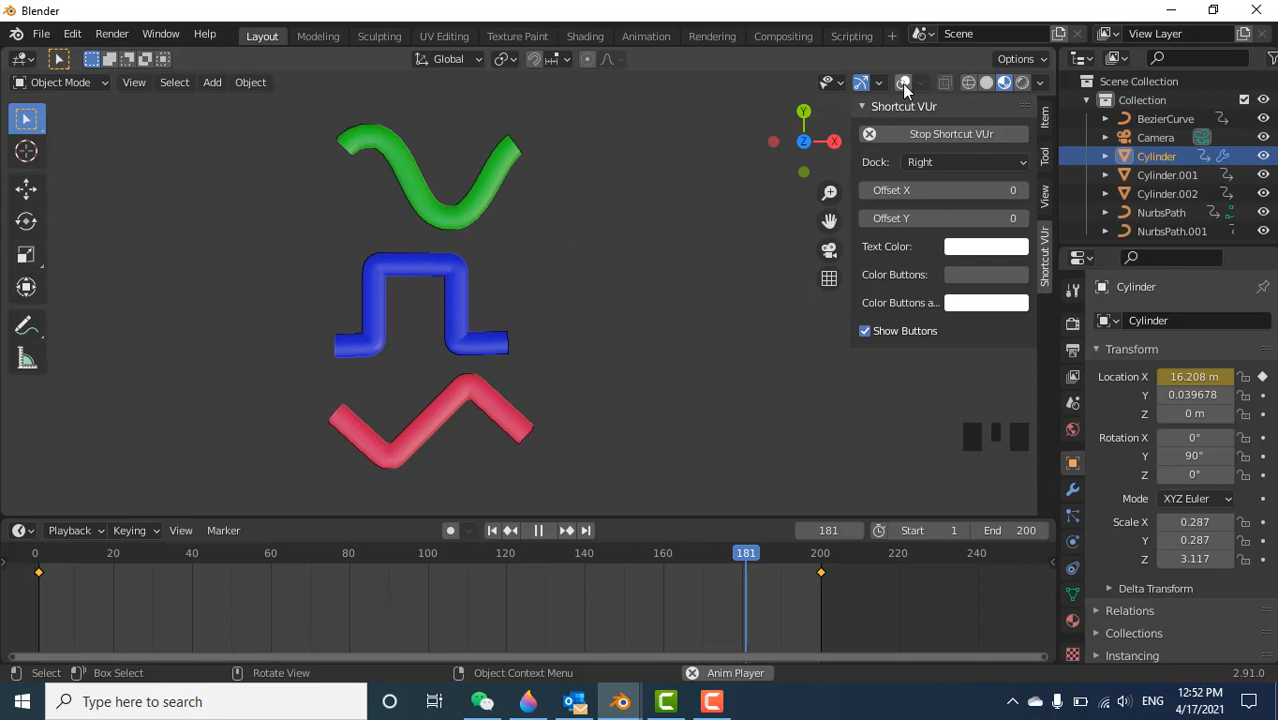 Blender
File Edit Render Window Help Layout Modeling Sculpting UV Editing Texture Paint Shading Animation Rendering Compositing Scripting Scene View Layer
Global Options
Object Mode View Select Add Object
Shortcut VUr
Stop Shortcut VUr
Dock: Right
Offset X 0
Offset Y 0
Text Color:
Color Buttons:
Color Buttons a...
Show Buttons
Item
Tool
View
Shortcut VUr
Y
X
Z
Scene Collection
Collection
BezierCurve
Camera
Cylinder
Cylinder.001
Cylinder.002
NurbsPath
NurbsPath.001
Cylinder
Cylinder
Transform
Location X 16.208 m
Y 0.039678
Z 0 m
Rotation X 0°
Y 90°
Z 0°
Mode XYZ Euler
Scale X 0.287
Y 0.287
Z 3.117
Delta Transform
Relations
Collections
Instancing
Playback Keying View Marker 181 Start 1 End 200
0 20 40 60 80 100 120 140 160 181 200 220 240
Select Box Select Rotate View Object Context Menu Anim Player 2.91.0
Type here to search
ENG
12:52 PM
4/17/2021